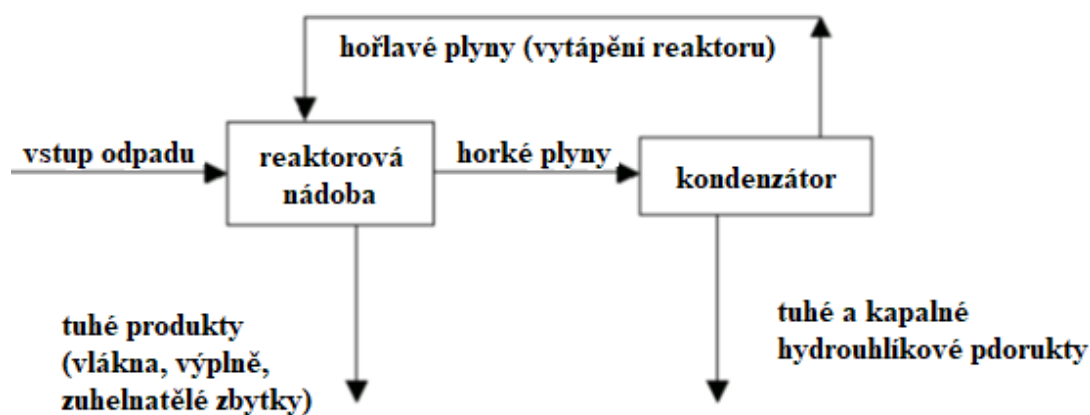 hořlavé plyny (vytápění reaktoru)
vstup odpadu
reaktorová
nádoba
horké plyny
kondenzátor
tuhé produkty
(vlákna, výplně,
zuhelnatělé zbytky)
tuhé a kapalné
hydrouhlíkové pdorukty